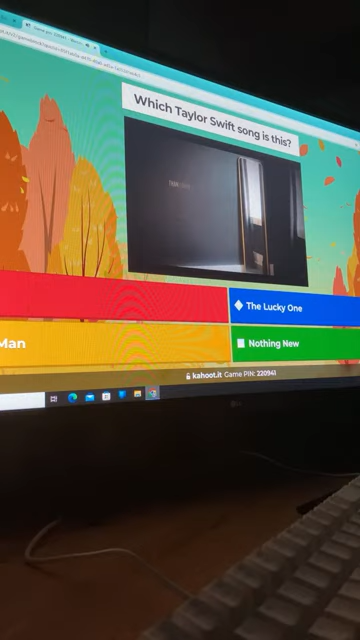 Which Taylor Swift song is this?
The Lucky One
Man
Nothing New
kahoot.it Game PIN: 220941